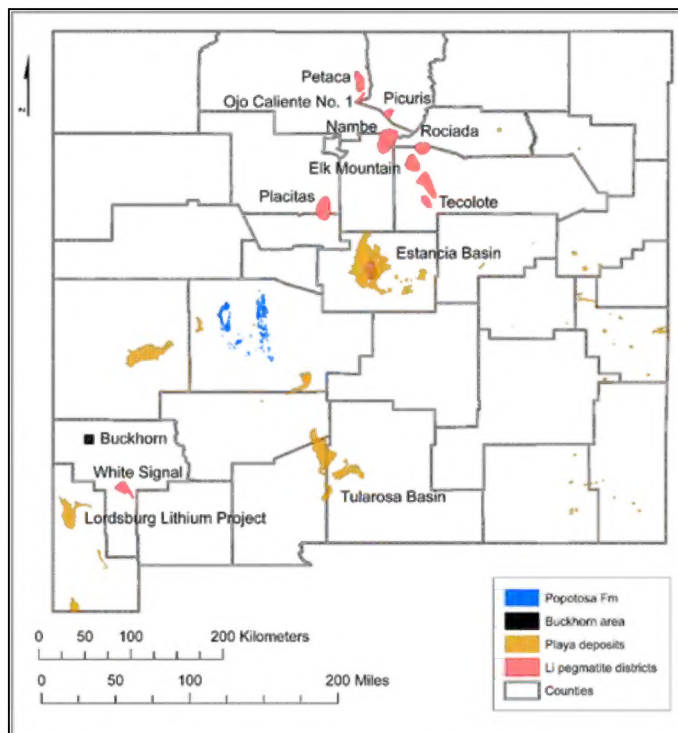 Petaca
Ojo Caliente No. 1
Picuris
Nambe
Rociada
Elk Mountain
Placitas
Tecolote
Estancia Basin
Buckhorn
White Signal
Lordsburg Lithium Project
Tularosa Basin
z
Popotosa Fm
Buckhorn area
Playa deposits
Li pegmatite districts
Counties
0 50 100 200 Kilometers
0 50 100 200 Miles